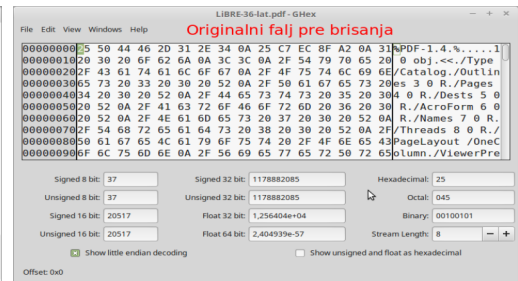 LiBRE-36-lat.pdf - GHex
File Edit View Windows Help
Originalni falj pre brisanja
00000000 25 50 44 46 2D 31 2E 34 0A 25 C7 EC 8F A2 0A 31 %PDF-1.4.%.....1
00000010 20 30 20 6F 62 6A 0A 3C 3C 0A 2F 54 79 70 65 20 0 obj.<<./Type
00000020 2F 43 61 74 61 6C 6F 67 0A 2F 4F 75 74 6C 69 6E /Catalog./Outlin
00000030 65 73 20 33 20 30 20 52 0A 2F 50 61 67 65 73 20 es 3 0 R./Pages
00000040 34 20 30 20 52 0A 2F 44 65 73 74 73 20 35 20 30 4 0 R./Dests 5 0
00000050 20 52 0A 2F 41 63 72 6F 46 6F 72 6D 20 36 20 30 R./AcroForm 6 0
00000060 20 52 0A 2F 4E 61 6D 65 73 20 37 20 30 20 52 0A R./Names 7 0 R.
00000070 2F 54 68 72 65 61 64 73 20 38 20 30 20 52 0A 2F /Threads 8 0 R./
00000080 50 61 67 65 4C 61 79 6F 75 74 20 2F 4F 6E 65 43 PageLayout /OneC
00000090 6F 6C 75 6D 6E 0A 2F 56 69 65 77 65 72 50 72 65 olumn./ViewerPre
Signed 8 bit: 37 Signed 32 bit: 1178882085 Hexadecimal: 25
Unsigned 8 bit: 37 Unsigned 32 bit: 1178882085 Octal: 045
Signed 16 bit: 20517 Float 32 bit: 1,256404e+04 Binary: 00100101
Unsigned 16 bit: 20517 Float 64 bit: 2,404939e-57 Stream Length: 8 - +
Show little endian decoding Show unsigned and float as hexadecimal
Offset: 0x0